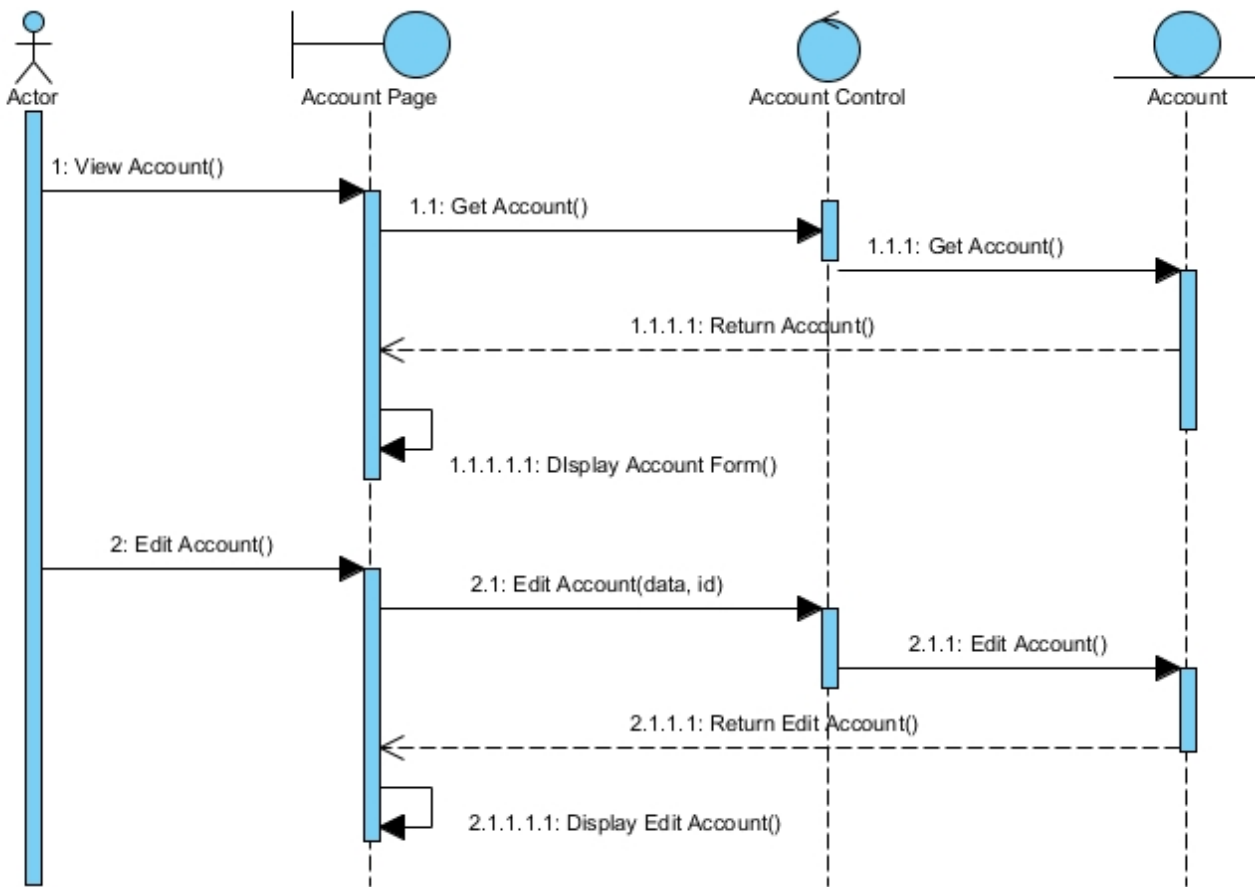 Actor
Account Page
Account Control
Account
1: View Account()
1.1: Get Account()
1.1.1: Get Account()
1.1.1.1: Return Account()
1.1.1.1.1: DIsplay Account Form()
2: Edit Account()
2.1: Edit Account(data, id)
2.1.1: Edit Account()
2.1.1.1: Return Edit Account()
2.1.1.1.1: Display Edit Account()